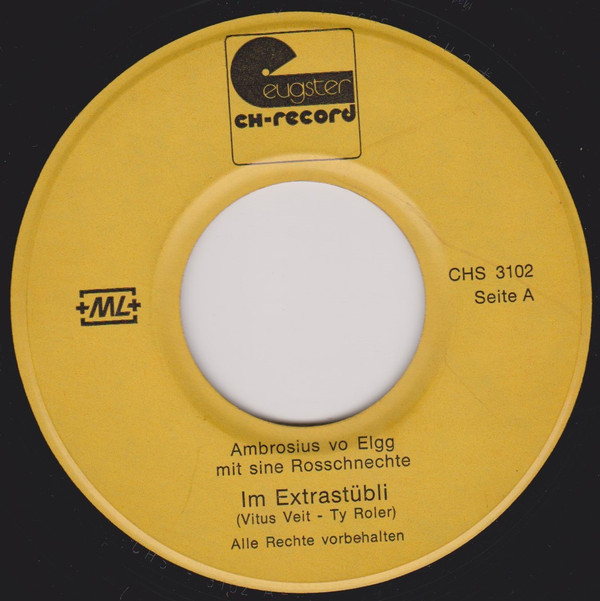 eugster
CH-record
CHS 3102
Seite A
+ML+
Ambrosius vo Elgg
mit sine Rosschnechte
Im Extrastübli
(Vitus Veit - Ty Roler)
Alle Rechte vorbehalten